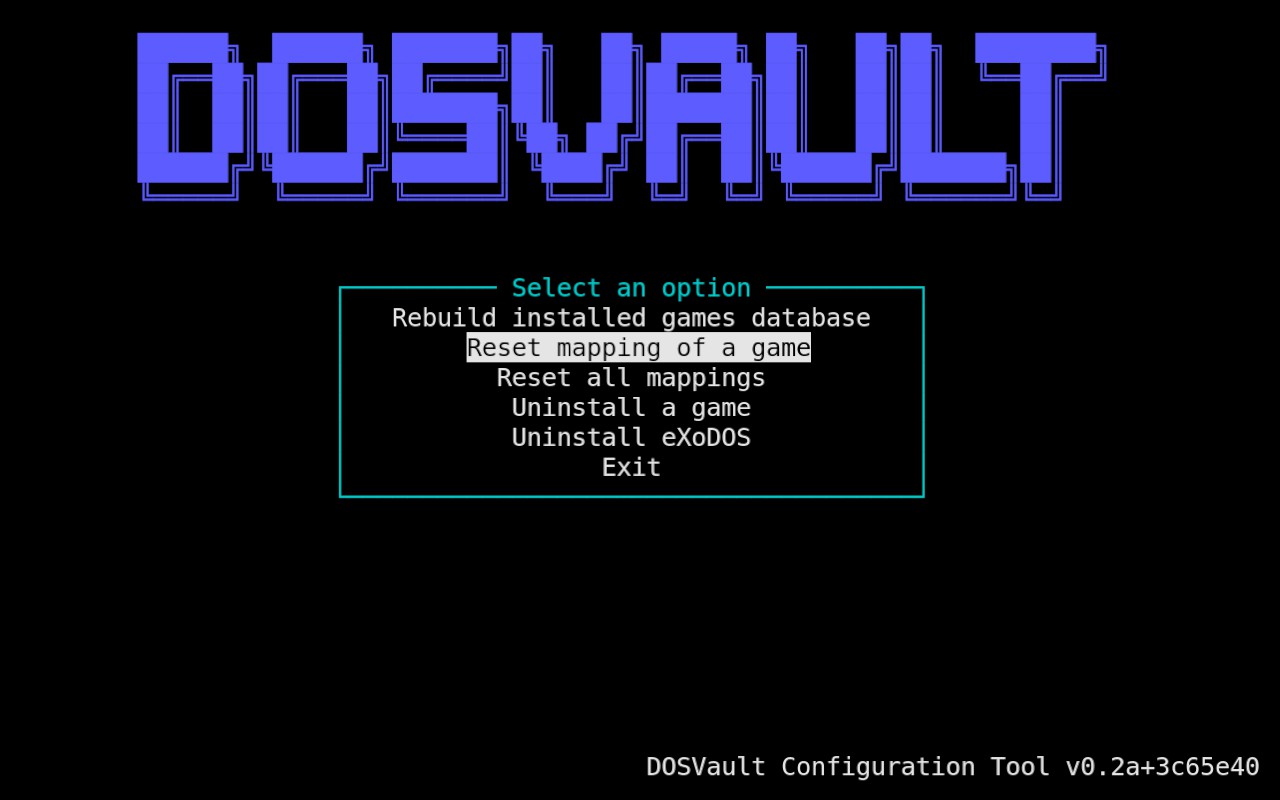 DOSVAULT
Select an option
Rebuild installed games database
Reset mapping of a game
Reset all mappings
Uninstall a game
Uninstall eXoDOS
Exit
DOSVault Configuration Tool v0.2a+3c65e40